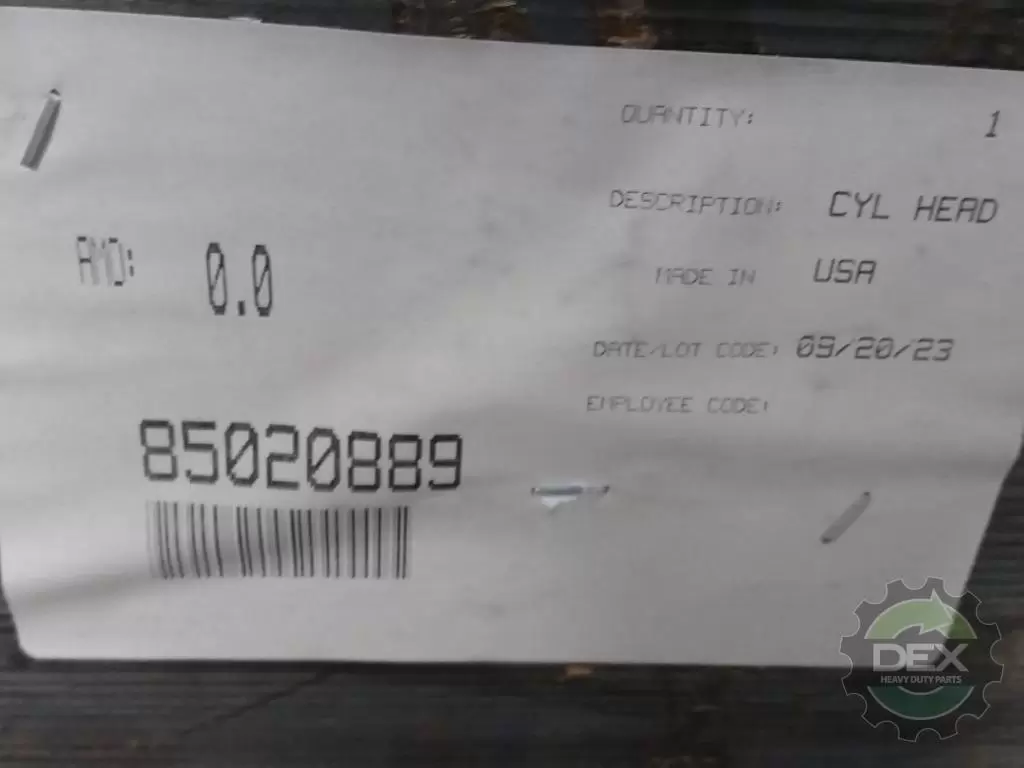 QUANTITY: 1
DESCRIPTION: CYL HEAD
MADE IN USA
AMO: 0.0
DATE/LOT CODE: 09/20/23
EMPLOYEE CODE:
85020889
DEX
HEAVY DUTY PARTS